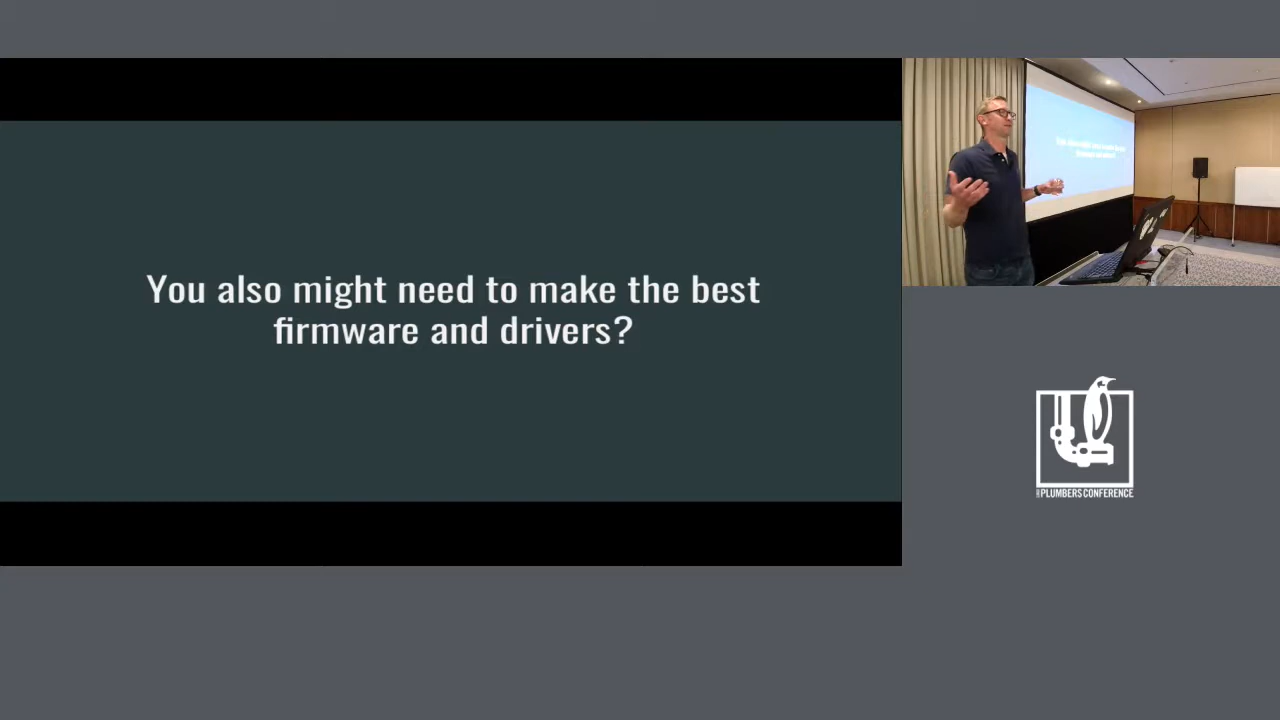 You also might need to make the best
firmware and drivers?
PLUMBERS CONFERENCE